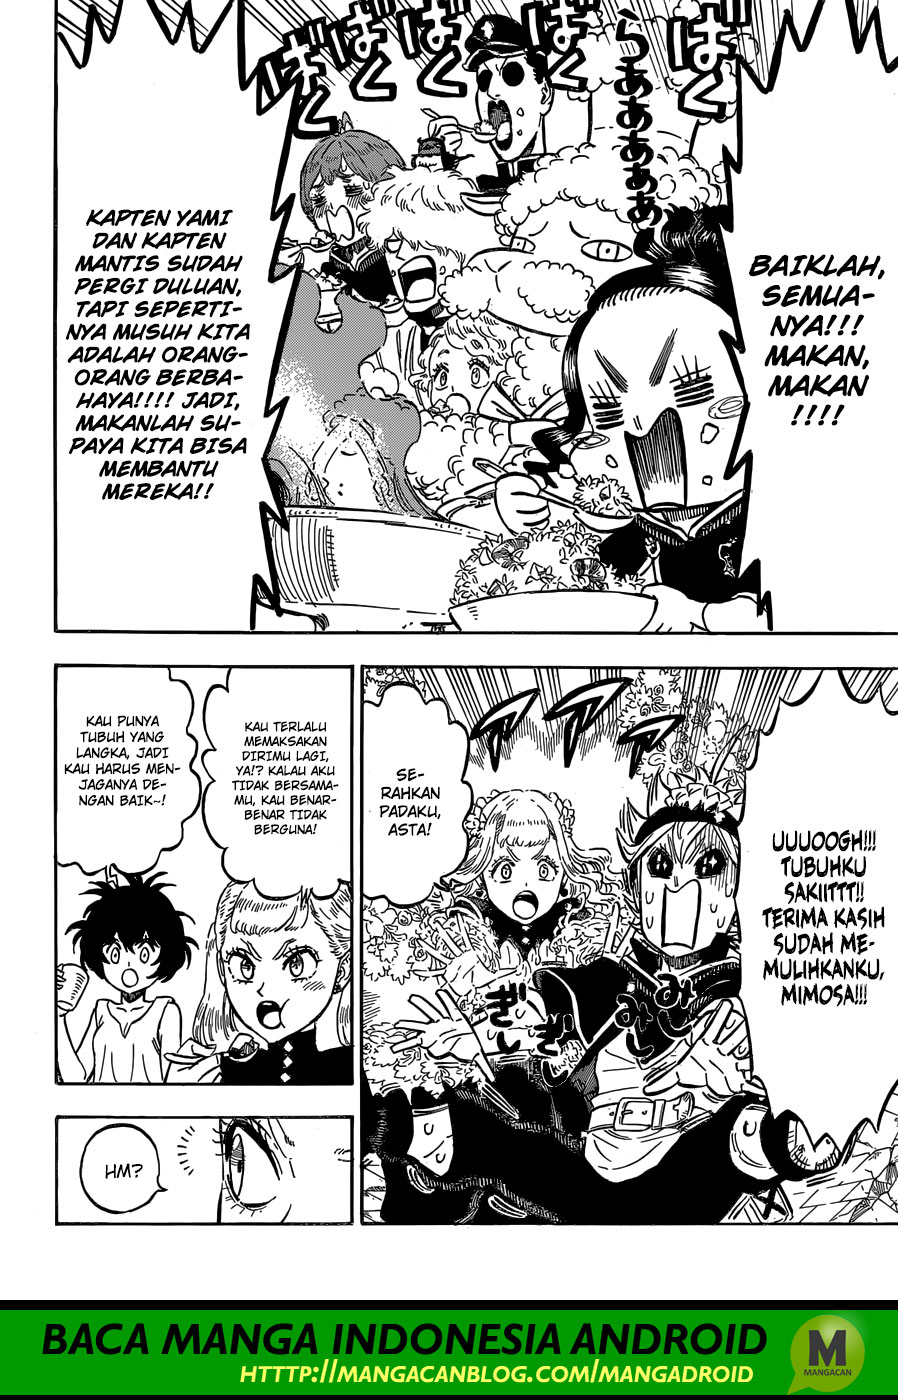 BAIKLAH,
SEMUA-
NYA!!!
MAKAN,
MAKAN
!!!!
ばく
ばく
ばく
ばく
ばく
らぁあああぁ
KAPTEN YAMI
DAN KAPTEN
MANTIS SUDAH
PERGI DULUAN,
TAPI SEPERTI-
NYA MUSUH KITA
ADALAH ORANG-
ORANG BERBA-
HAYA!!!! JADI,
MAKANLAH SU-
PAYA KITA BISA
MEMBANTU
MEREKA!!
UUUOOGH!!!
TUBUHKU
SAKIITTT!!
TERIMA KASIH
SUDAH ME-
MULIHKANKU,
MIMOSA!!!
SE-
RAHKAN
PADAKU,
ASTA!
KAU TERLALU
MEMAKSAKAN
DIRIMU LAGI,
YA!? KALAU AKU
TIDAK BERSAMA-
MU, KAU BENAR-
BENAR TIDAK
BERGUNA!
KAU PUNYA
TUBUH YANG
LANGKA, JADI
KAU HARUS MEN-
JAGANYA DE-
NGAN BAIK~!
HM?
BACA MANGA INDONESIA ANDROID
HTTTP://MANGACANBLOG.COM/MANGADROID
M
MANGACAN